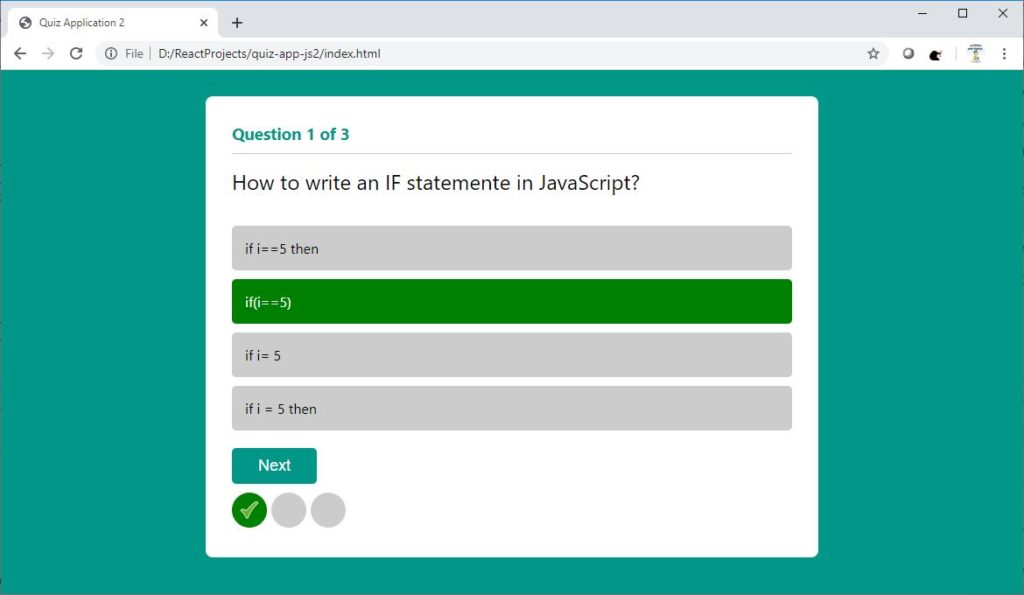 Quiz Application 2
File | D:/ReactProjects/quiz-app-js2/index.html
Question 1 of 3
How to write an IF statemente in JavaScript?
if i==5 then
if(i==5)
if i= 5
if i = 5 then
Next